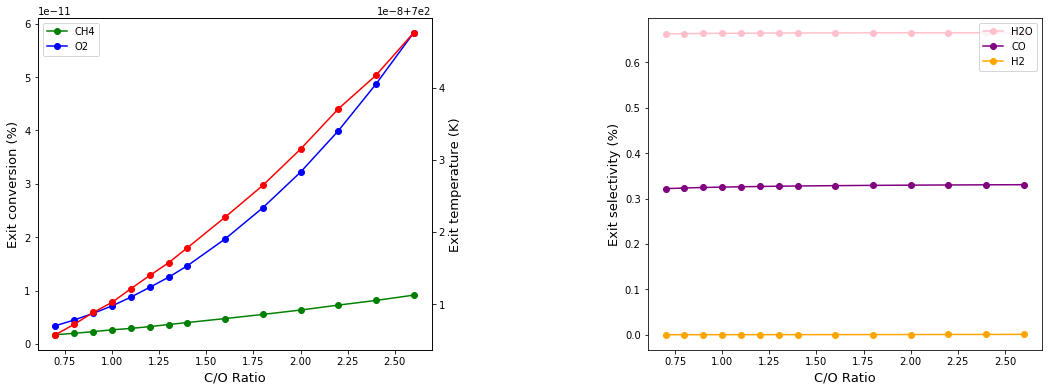 1e−11
1e−8+7e2
CH4
O2
6
5
4
3
2
1
0
4
3
2
1
Exit conversion (%)
Exit temperature (K)
0.75
1.00
1.25
1.50
1.75
2.00
2.25
2.50
C/O Ratio
H2O
CO
H2
0.6
0.5
0.4
0.3
0.2
0.1
0.0
Exit selectivity (%)
0.75
1.00
1.25
1.50
1.75
2.00
2.25
2.50
C/O Ratio